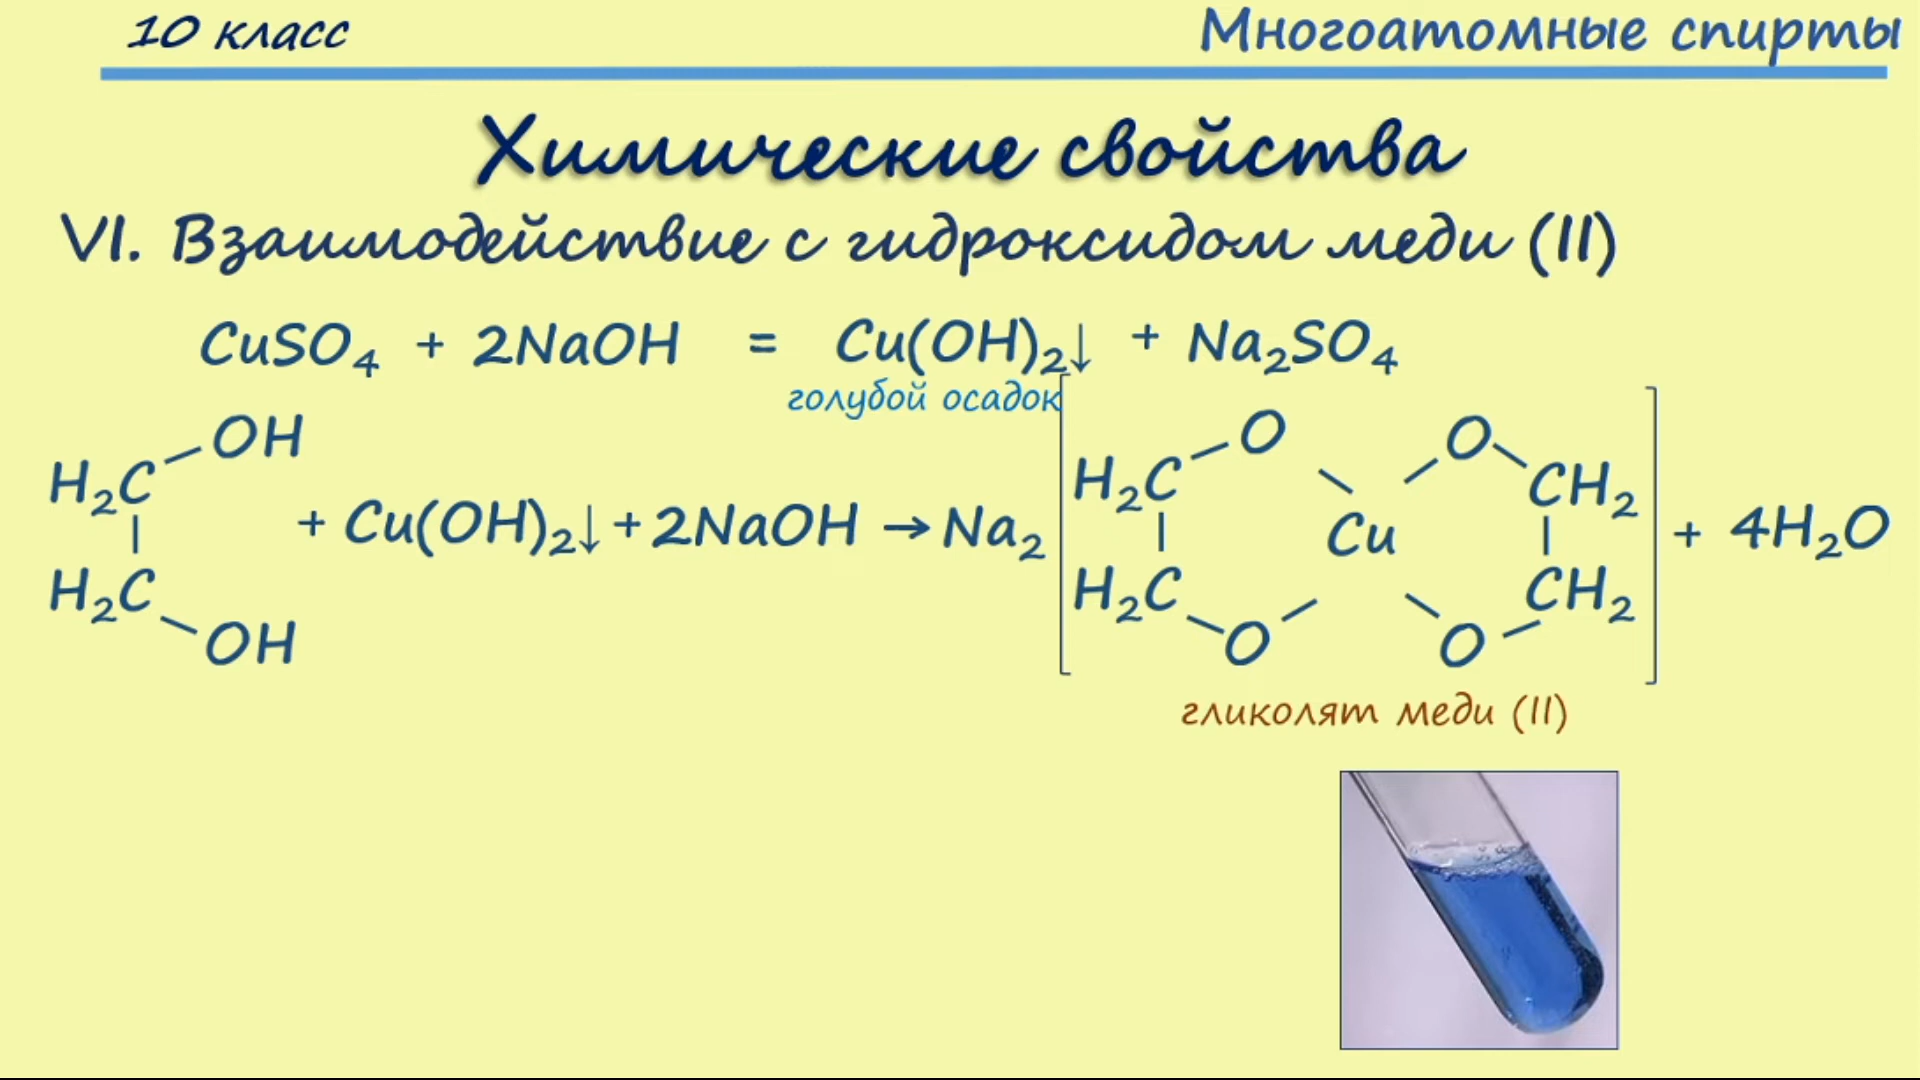 10 класс
Многоатомные спирты
Химические свойства
VI. Взаимодействие с гидроксидом меди (II)
CuSO₄ + 2NaOH = Cu(OH)₂↓ + Na₂SO₄
голубой осадок
OH
H₂C
H₂C
OH
+ Cu(OH)₂↓ + 2NaOH → Na₂
O O
H₂C CH₂
Cu
H₂C CH₂
O O
+ 4H₂O
гликолят меди (II)